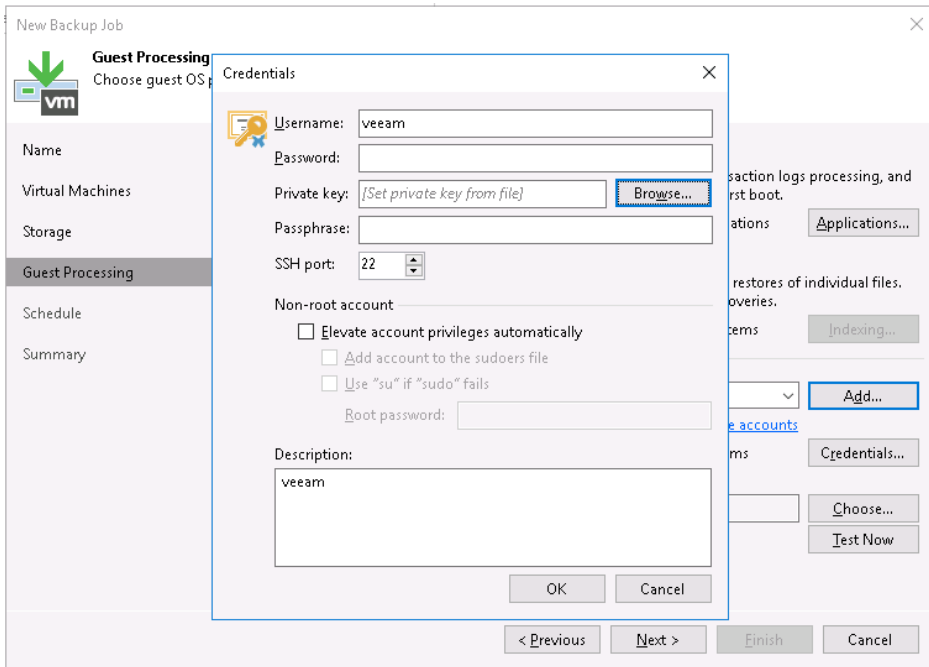 New Backup Job
Guest Processing
Choose guest OS
vm
Name
Virtual Machines
Storage
Guest Processing
Schedule
Summary
Credentials
Username: veeam
Password:
Private key: [Set private key from file] Browse...
Passphrase:
SSH port: 22
Non-root account
Elevate account privileges automatically
Add account to the sudoers file
Use "su" if "sudo" fails
Root password:
Description:
veeam
OK Cancel
saction logs processing, and
rst boot.
ations Applications...
restores of individual files.
overies.
tems Indexing...
Add...
e accounts
ms Credentials...
Choose...
Test Now
< Previous Next > Finish Cancel